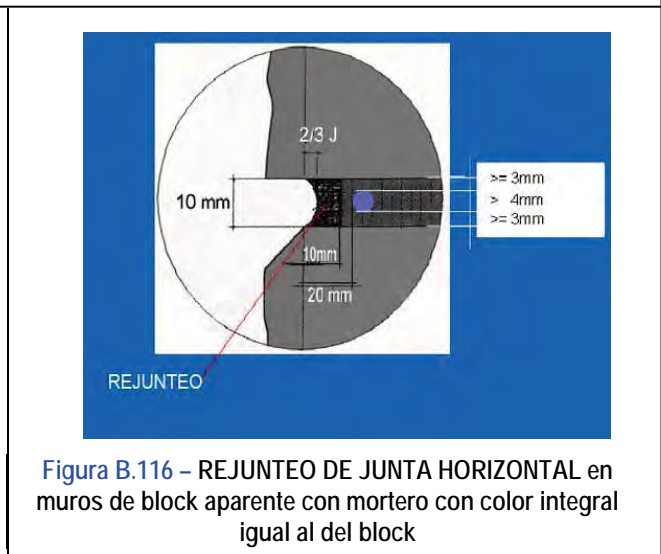 2/3 J
10 mm
>= 3mm
> 4mm
>= 3mm
10mm
20 mm
REJUNTEO
Figura B.116 – REJUNTEO DE JUNTA HORIZONTAL en
muros de block aparente con mortero con color integral
igual al del block